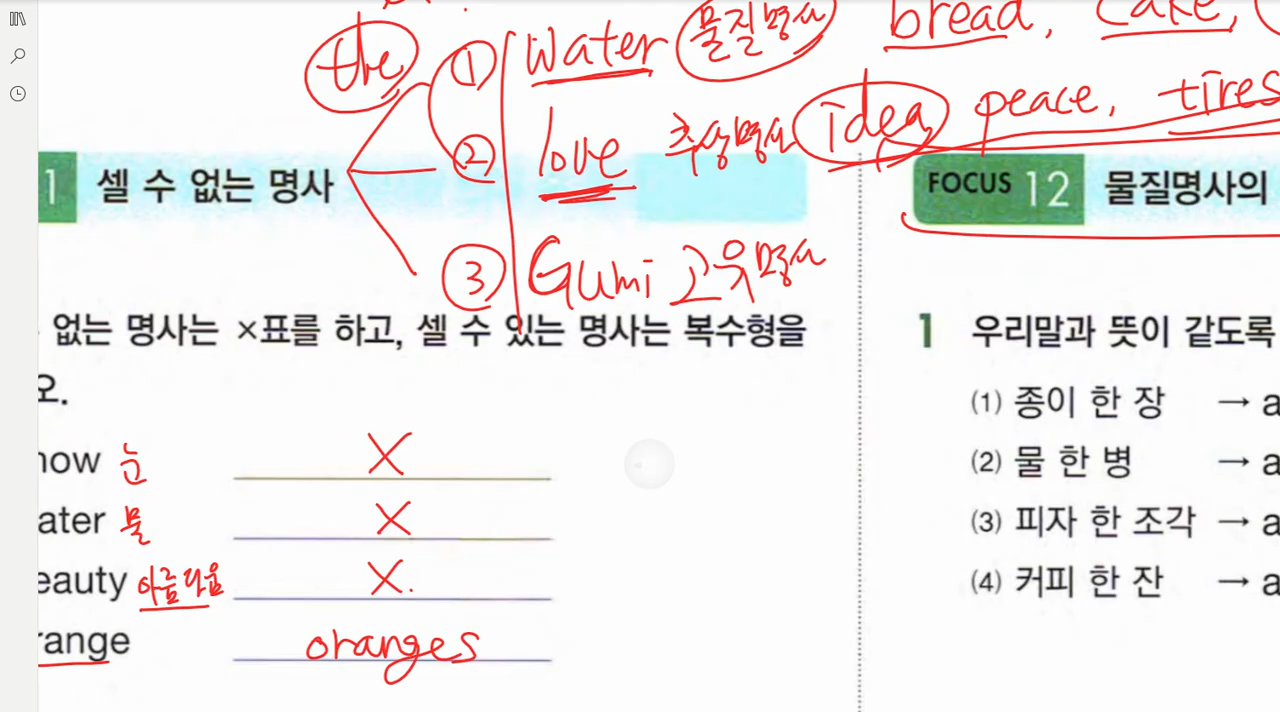 the ① water 물질명사 bread, cake,
② love 추상명사 idea, peace, tires
1 셀 수 없는 명사
FOCUS 12 물질명사의
③ Gumi 고유명사
없는 명사는 ×표를 하고, 셀 수 있는 명사는 복수형을
오.
now 눈 X
ater 물 X
eauty 아름다움 X.
range oranges
1 우리말과 뜻이 같도록
(1) 종이 한 장 → a
(2) 물 한 병 → a
(3) 피자 한 조각 → a
(4) 커피 한 잔 → a